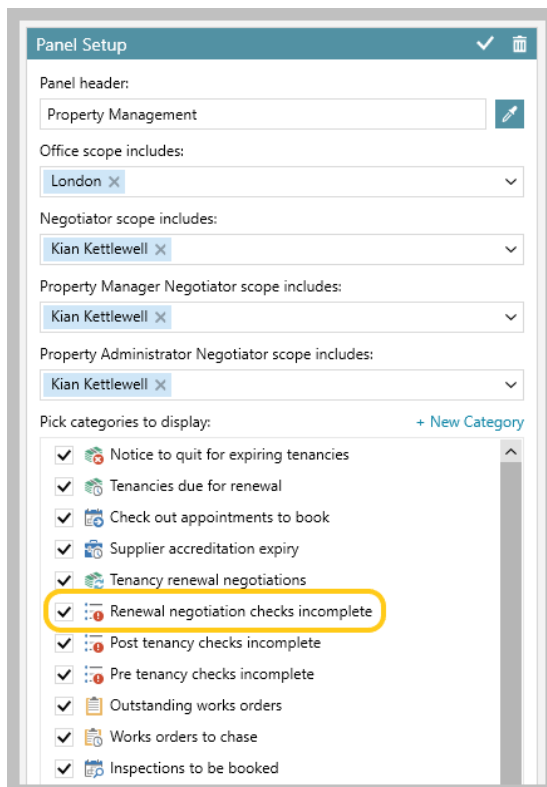 Panel Setup
Panel header:
Property Management
Office scope includes:
London
Negotiator scope includes:
Kian Kettlewell
Property Manager Negotiator scope includes:
Kian Kettlewell
Property Administrator Negotiator scope includes:
Kian Kettlewell
Pick categories to display: + New Category
Notice to quit for expiring tenancies
Tenancies due for renewal
Check out appointments to book
Supplier accreditation expiry
Tenancy renewal negotiations
Renewal negotiation checks incomplete
Post tenancy checks incomplete
Pre tenancy checks incomplete
Outstanding works orders
Works orders to chase
Inspections to be booked